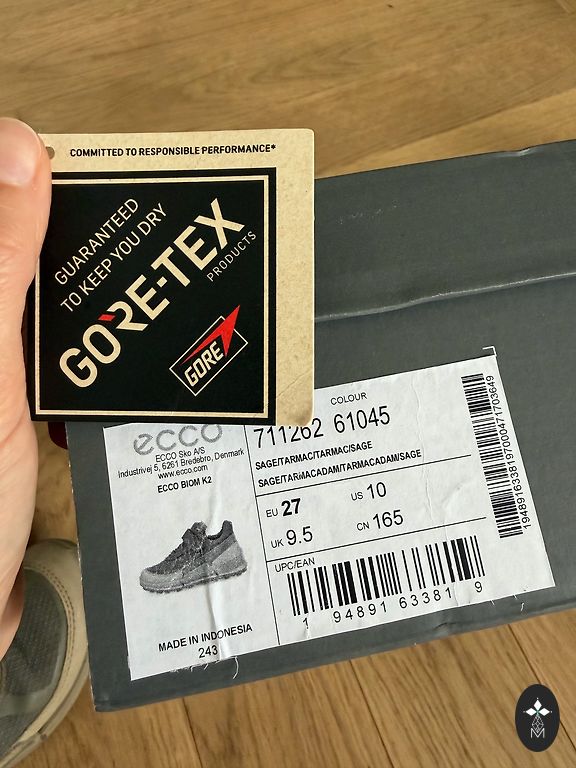 COMMITTED TO RESPONSIBLE PERFORMANCE*
GUARANTEED
TO KEEP YOU DRY
GORE-TEX
PRODUCTS
GORE
ecco
ECCO Sko A/S
Industrivej 5, 6261 Bredebro, Denmark
www.ecco.com
ECCO BIOM K2
MADE IN INDONESIA
243
COLOUR
711262 61045
SAGE/TARMAC/TARMAC/SAGE
SAGE/TARMACADAM/TARMACADAM/SAGE
EU 27
US 10
UK 9.5
CN 165
UPC/EAN
1 94891 63381 9
194891633819700047170364​9
M